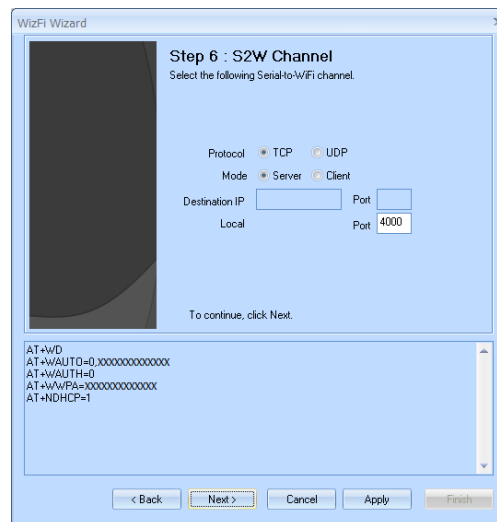 WizFi Wizard
Step 6 : S2W Channel
Select the following Serial-to-WiFi channel.
Protocol TCP UDP
Mode Server Client
Destination IP Port
Local Port 4000
To continue, click Next.
AT+WD
AT+WAUTO=0,XXXXXXXXXXXXX
AT+WAUTH=0
AT+WWPA=XXXXXXXXXXXXX
AT+NDHCP=1
< Back Next > Cancel Apply Finish